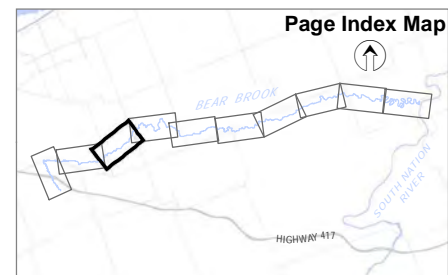 Page Index Map
BEAR BROOK
SOUTH NATION
RIVER
HIGHWAY 417